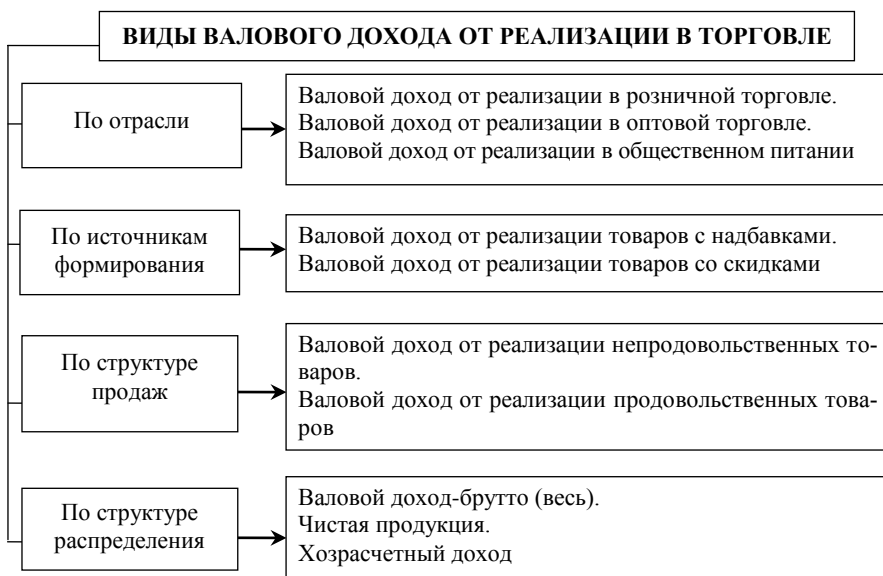 ВИДЫ ВАЛОВОГО ДОХОДА ОТ РЕАЛИЗАЦИИ В ТОРГОВЛЕ
По отрасли
Валовой доход от реализации в розничной торговле.
Валовой доход от реализации в оптовой торговле.
Валовой доход от реализации в общественном питании
По источникам
формирования
Валовой доход от реализации товаров с надбавками.
Валовой доход от реализации товаров со скидками
По структуре
продаж
Валовой доход от реализации непродовольственных то-
варов.
Валовой доход от реализации продовольственных това-
ров
По структуре
распределения
Валовой доход-брутто (весь).
Чистая продукция.
Хозрасчетный доход